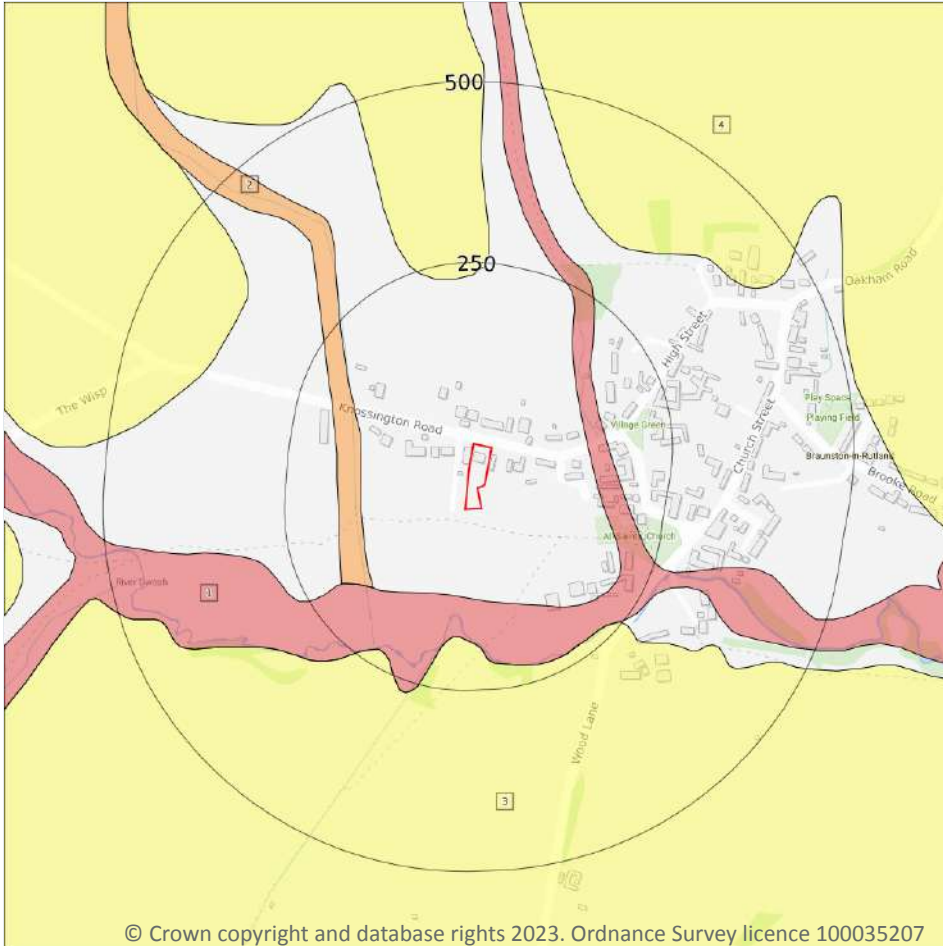 500
4
2
250
Oakham Road
High Street
The Wisp
Knossington Road
Play Space
Playing Field
Village Green
Church Street
Braunston-in-Rutland
Brooke Road
All Saints Church
River Gwash
1
Wood Lane
3
© Crown copyright and database rights 2023. Ordnance Survey licence 100035207